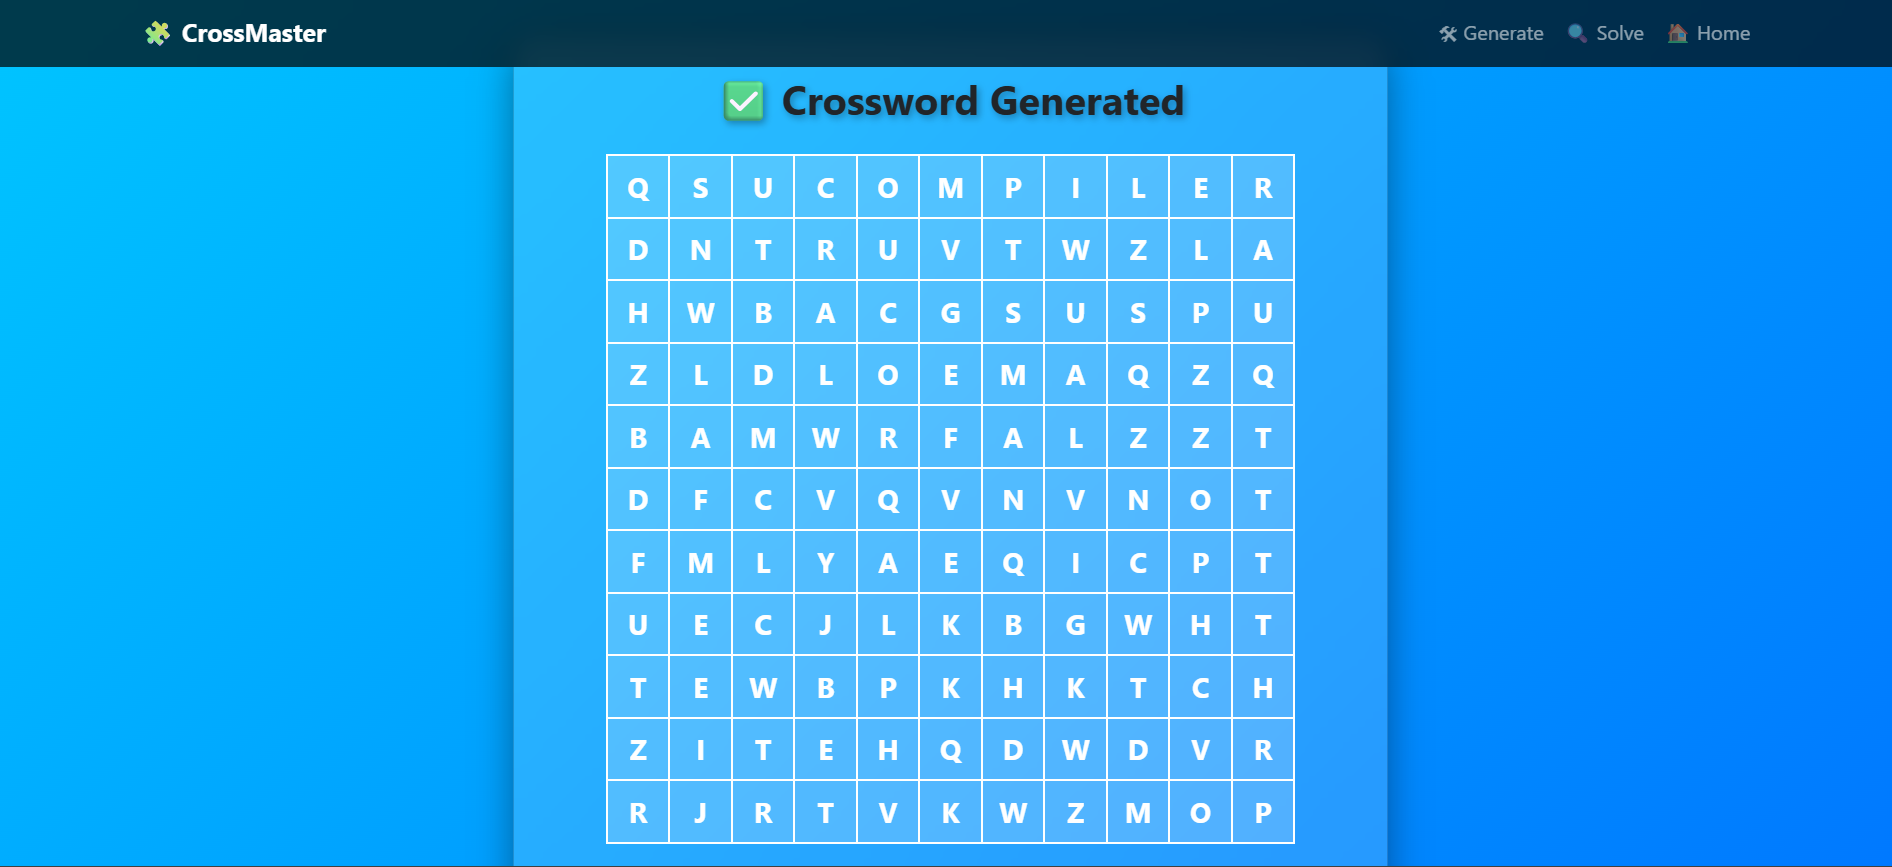 CrossMaster
Generate Solve Home
Crossword Generated
Q S U C O M P I L E R
D N T R U V T W Z L A
H W B A C G S U S P U
Z L D L O E M A Q Z Q
B A M W R F A L Z Z T
D F C V Q V N V N O T
F M L Y A E Q I C P T
U E C J L K B G W H T
T E W B P K H K T C H
Z I T E H Q D W D V R
R J R T V K W Z M O P